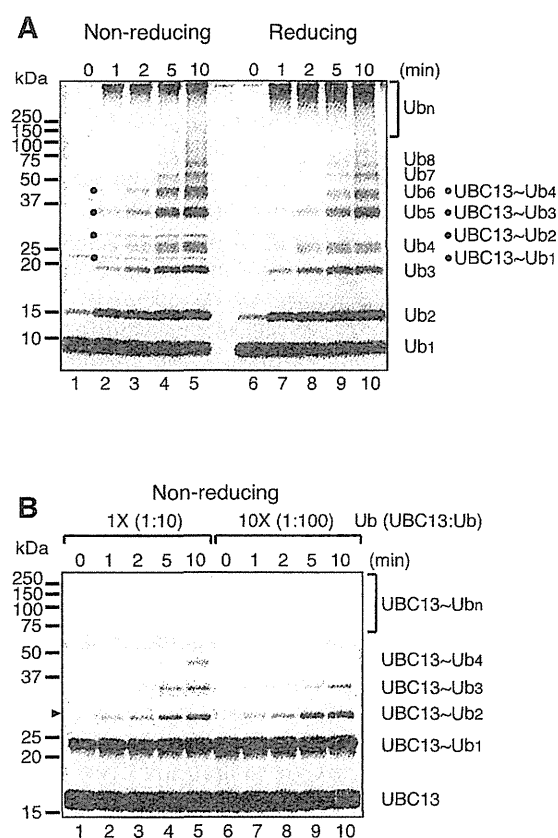 A
Non-reducing Reducing
kDa 0 1 2 5 10 0 1 2 5 10 (min)
250
150
100
75
50
37
25
20
15
10
Ubn
Ub8
Ub7
Ub6 UBC13~Ub4
Ub5 UBC13~Ub3
UBC13~Ub2
Ub4
UBC13~Ub1
Ub3
Ub2
Ub1
1 2 3 4 5 6 7 8 9 10
B
Non-reducing
1X (1:10) 10X (1:100) Ub (UBC13:Ub)
kDa 0 1 2 5 10 0 1 2 5 10 (min)
250
150
100
75
50
37
25
20
15
UBC13~Ubn
UBC13~Ub4
UBC13~Ub3
UBC13~Ub2
UBC13~Ub1
UBC13
1 2 3 4 5 6 7 8 9 10